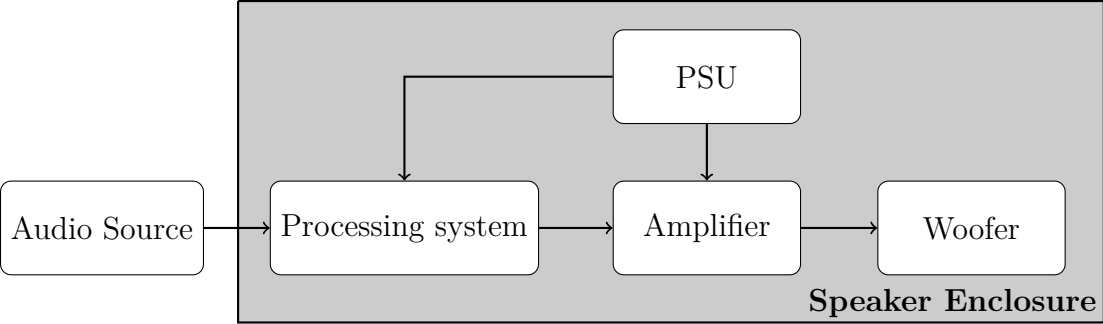 PSU
Audio Source
Processing system
Amplifier
Woofer
Speaker Enclosure